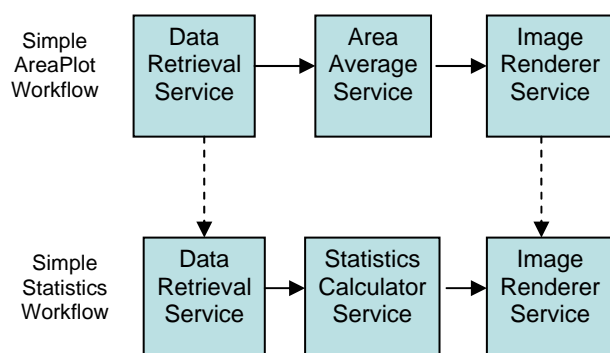 Simple
AreaPlot
Workflow
Data
Retrieval
Service
Area
Average
Service
Image
Renderer
Service
Simple
Statistics
Workflow
Data
Retrieval
Service
Statistics
Calculator
Service
Image
Renderer
Service